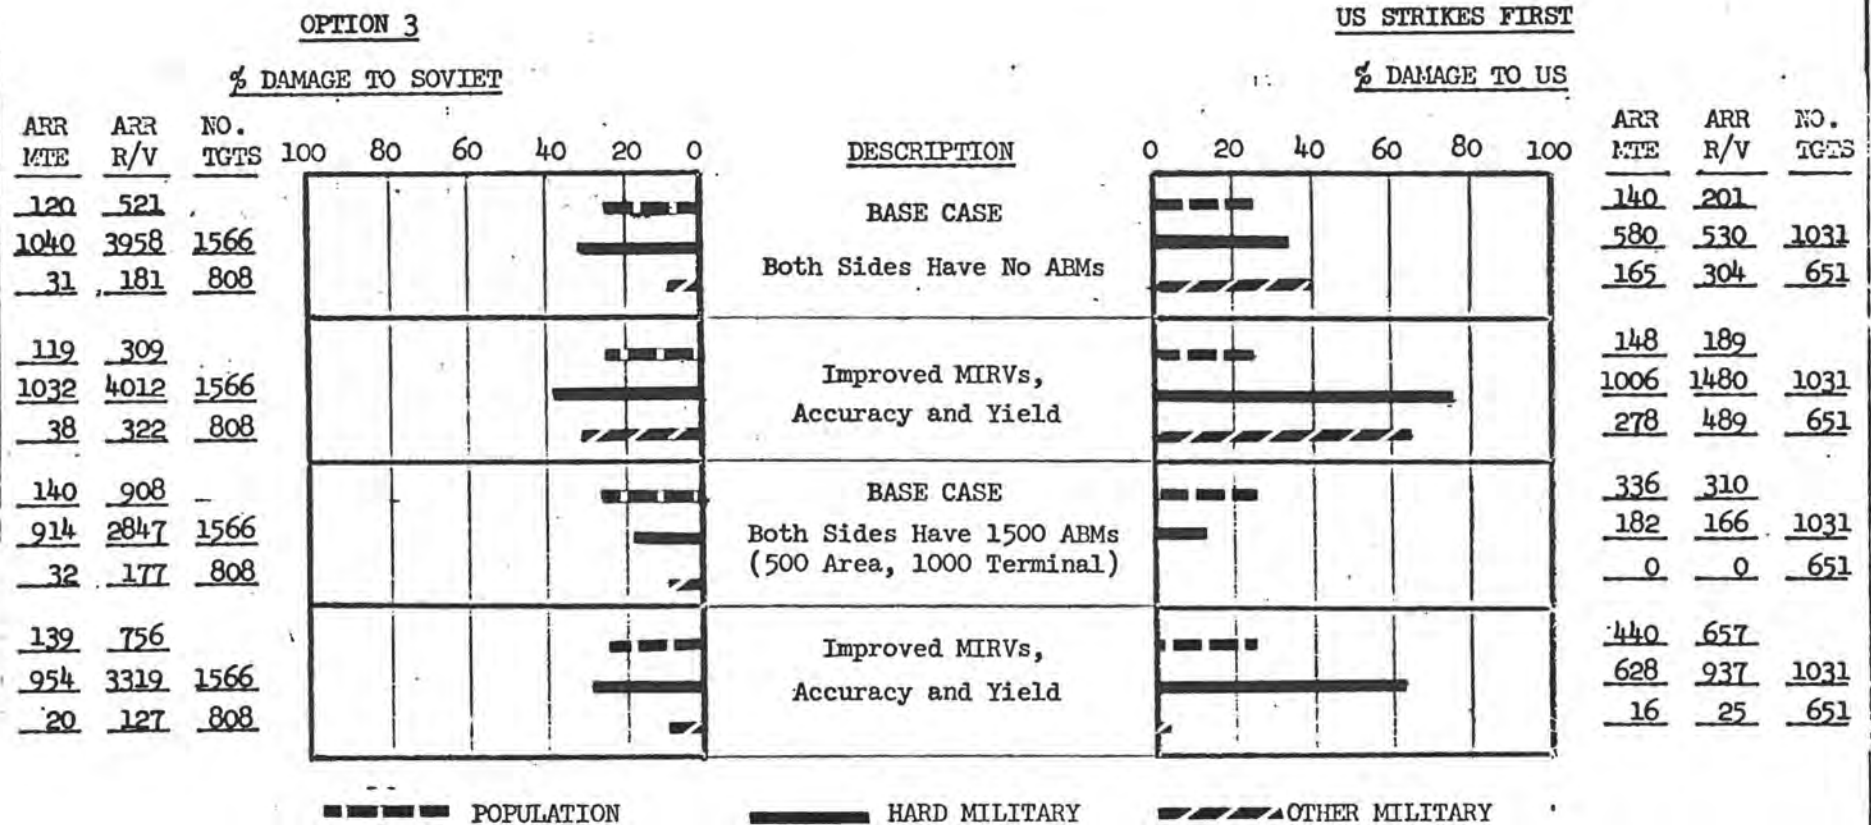 OPTION 3
US STRIKES FIRST
% DAMAGE TO SOVIET
% DAMAGE TO US
ARR MTE ARR R/V NO. TGTS
100 80 60 40 20 0
DESCRIPTION
0 20 40 60 80 100
ARR MTE ARR R/V NO. TGTS
120 521
1040 3958 1566
31 181 808
BASE CASE
Both Sides Have No ABMs
140 201
580 530 1031
165 304 651
119 309
1032 4012 1566
38 322 808
Improved MIRVs,
Accuracy and Yield
148 189
1006 1480 1031
278 489 651
140 908
914 2847 1566
32 177 808
BASE CASE
Both Sides Have 1500 ABMs
(500 Area, 1000 Terminal)
336 310
182 166 1031
0 0 651
139 756
954 3319 1566
20 127 808
Improved MIRVs,
Accuracy and Yield
440 657
628 937 1031
16 25 651
POPULATION HARD MILITARY OTHER MILITARY